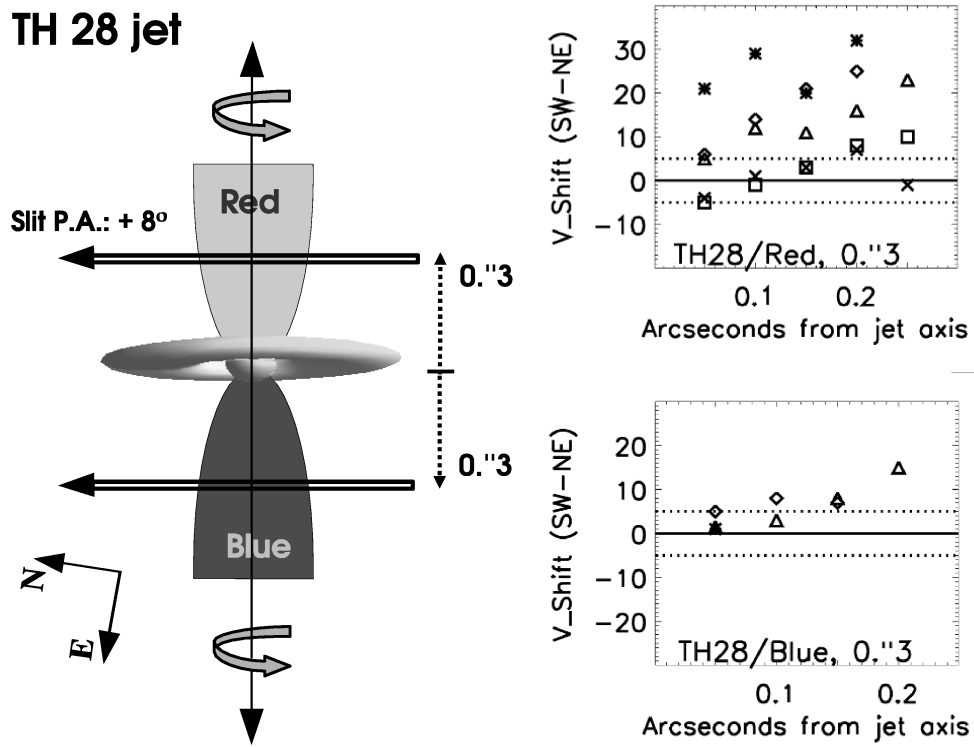 TH 28 jet
Red
Slit P.A.: + 8º
0."3
0."3
Blue
N
E
V_Shift (SW-NE)
30
20
10
0
-10
TH28/Red, 0."3
0.1 0.2
Arcseconds from jet axis
V_Shift (SW-NE)
20
10
0
-10
-20
TH28/Blue, 0."3
0.1 0.2
Arcseconds from jet axis